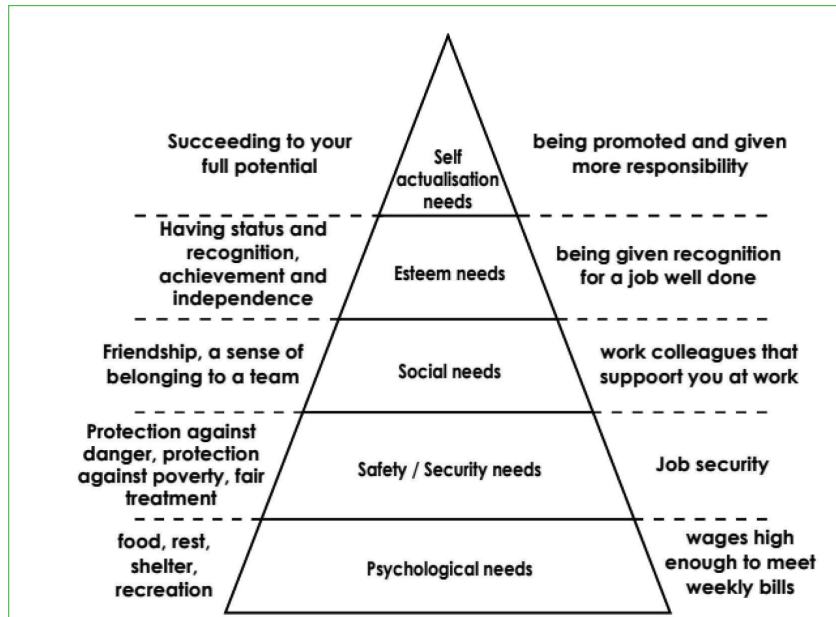 Succeeding to your
full potential
Self
actualisation
needs
being promoted and given
more responsibility
Having status and
recognition,
achievement and
independence
Esteem needs
being given recognition
for a job well done
Friendship, a sense of
belonging to a team
Social needs
work colleagues that
suppoort you at work
Protection against
danger, protection
against poverty, fair
treatment
Safety / Security needs
Job security
food, rest,
shelter,
recreation
Psychological needs
wages high
enough to meet
weekly bills